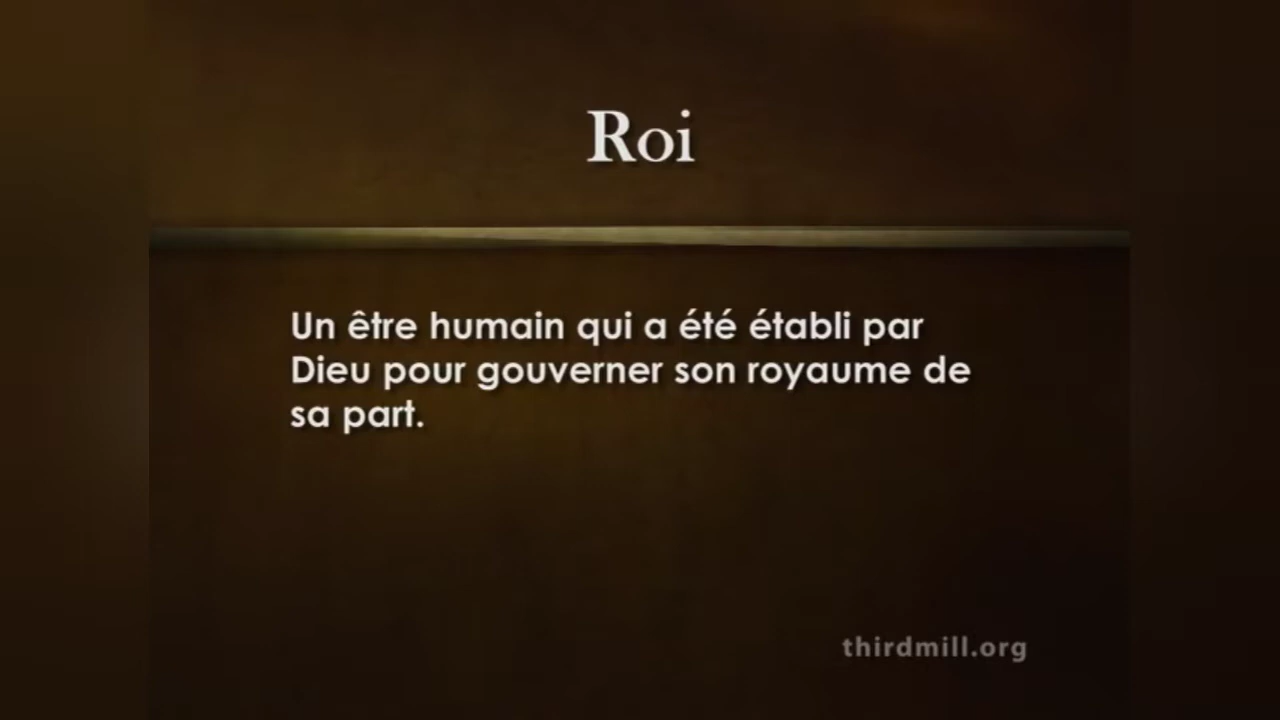 Roi
Un être humain qui a été établi par
Dieu pour gouverner son royaume de
sa part.
thirdmill.org